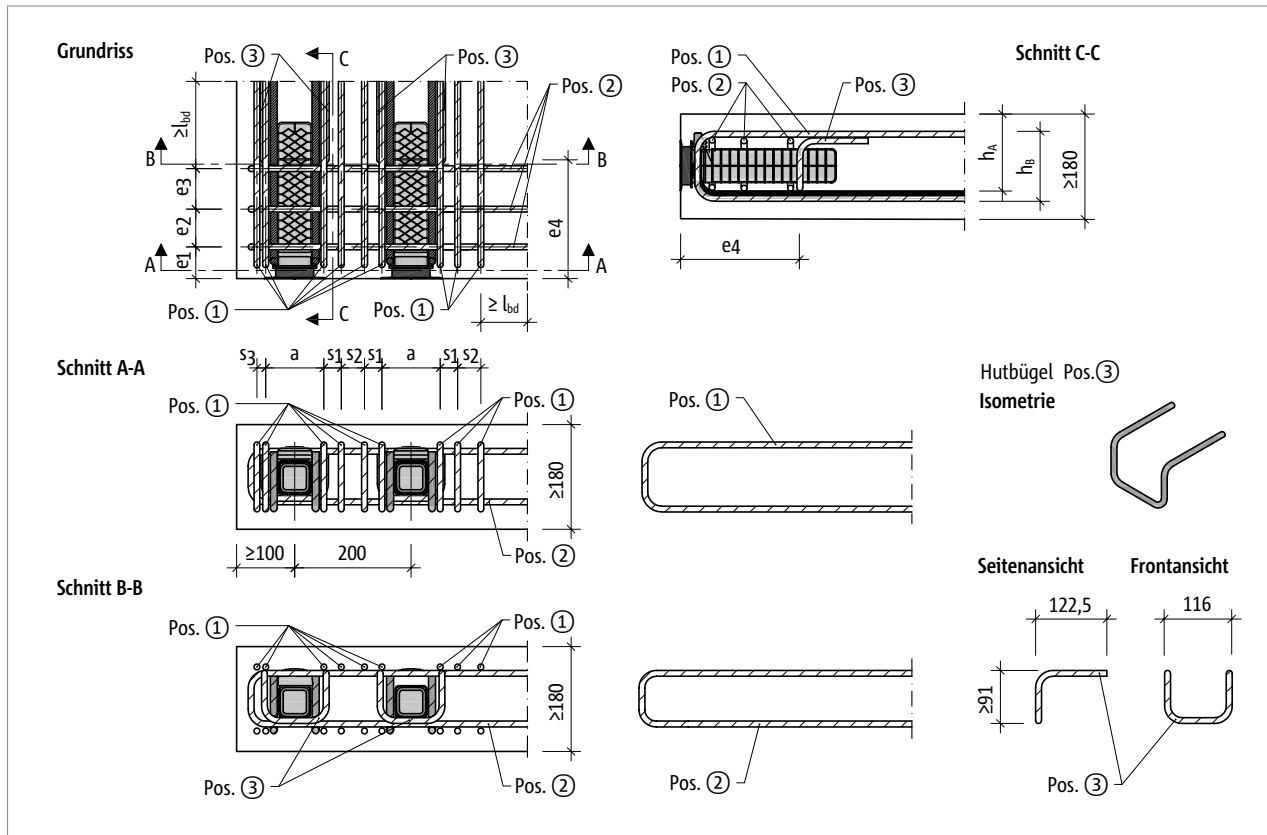 Grundriss
Pos. ③
C
Pos. ③
Pos. ②
≥l_bd
B
B
e3
e2
e1
e4
A
A
Pos. ①
C
Pos. ①
≥ l_bd
Schnitt C-C
Pos. ①
Pos. ②
Pos. ③
h_A
h_B
≥180
e4
Schnitt A-A
s3
a
s1
s2
s1
a
s1
s2
Pos. ①
Pos. ①
≥180
Pos. ②
≥100
200
Pos. ①
Hutbügel Pos.③
Isometrie
Schnitt B-B
Pos. ①
Pos. ①
≥180
Pos. ③
Pos. ②
Pos. ②
Seitenansicht
Frontansicht
122,5
116
≥91
Pos. ③